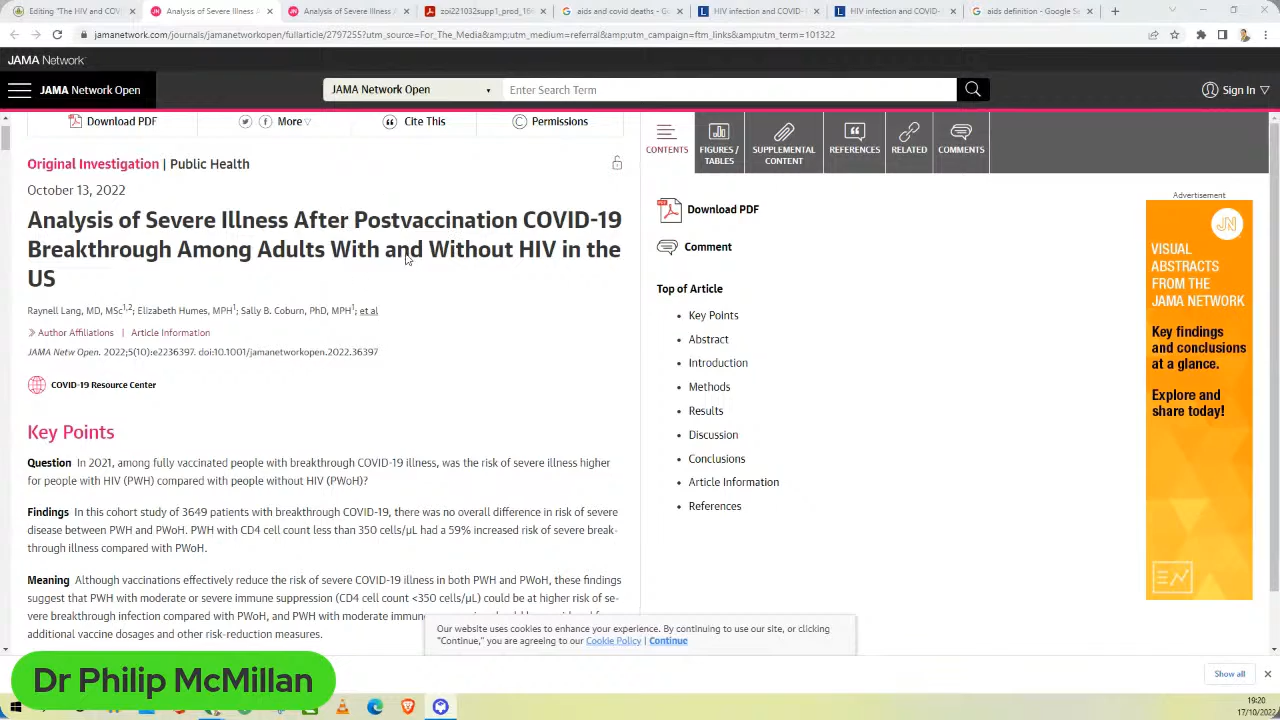 Editing "The HIV and COVID
Analysis of Severe Illness A
Analysis of Severe Illness
zoi221032supp1_prod_16
aids and covid deaths - Go
HIV infection and COVID-
HIV infection and COVID-
aids definition - Google S
jamanetwork.com/journals/jamanetworkopen/fullarticle/2797255?utm_source=For_The_Media&amp;utm_medium=referral&amp;utm_campaign=ftm_links&amp;utm_term=101322
JAMA Network
JAMA Network Open
JAMA Network Open
Enter Search Term
Sign In
Download PDF
More
Cite This
Permissions
CONTENTS
FIGURES / TABLES
SUPPLEMENTAL CONTENT
REFERENCES
RELATED
COMMENTS
Original Investigation | Public Health
October 13, 2022
Analysis of Severe Illness After Postvaccination COVID-19
Breakthrough Among Adults With and Without HIV in the
US
Raynell Lang, MD, MSc1,2; Elizabeth Humes, MPH1; Sally B. Coburn, PhD, MPH1; et al
Author Affiliations | Article Information
JAMA Netw Open. 2022;5(10):e2236397. doi:10.1001/jamanetworkopen.2022.36397
COVID-19 Resource Center
Key Points
Question In 2021, among fully vaccinated people with breakthrough COVID-19 illness, was the risk of severe illness higher
for people with HIV (PWH) compared with people without HIV (PWoH)?
Findings In this cohort study of 3649 patients with breakthrough COVID-19, there was no overall difference in risk of severe
disease between PWH and PWoH. PWH with CD4 cell count less than 350 cells/μL had a 59% increased risk of severe break-
through illness compared with PWoH.
Meaning Although vaccinations effectively reduce the risk of severe COVID-19 illness in both PWH and PWoH, these findings
suggest that PWH with moderate or severe immune suppression (CD4 cell count <350 cells/μL) could be at higher risk of se-
vere breakthrough infection compared with PWoH, and PWH with moderate immune
additional vaccine dosages and other risk-reduction measures.
Download PDF
Comment
Top of Article
Key Points
Abstract
Introduction
Methods
Results
Discussion
Conclusions
Article Information
References
Advertisement
JN
VISUAL
ABSTRACTS
FROM THE
JAMA NETWORK
Key findings
and conclusions
at a glance.
Explore and
share today!
Our website uses cookies to enhance your experience. By continuing to use our site, or clicking
"Continue," you are agreeing to our Cookie Policy | Continue
Show all
Dr Philip McMillan
19:20
17/10/2022